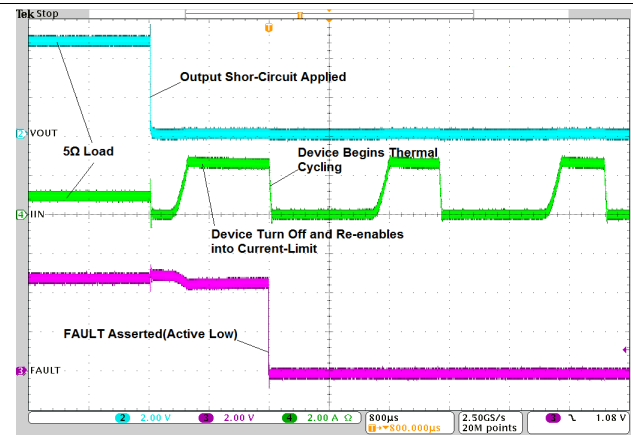 Tek Stop
T
T
Output Shor-Circuit Applied
2 VOUT
5Ω Load
Device Begins Thermal
Cycling
4 IIN
Device Turn Off and Re-enables
into Current-Limit
FAULT Asserted(Active Low)
3 FAULT
2 2.00 V 3 2.00 V 4 2.00 A Ω 800µs 2.50GS/s 3 1.08 V
T→▼800.000µs 20M points